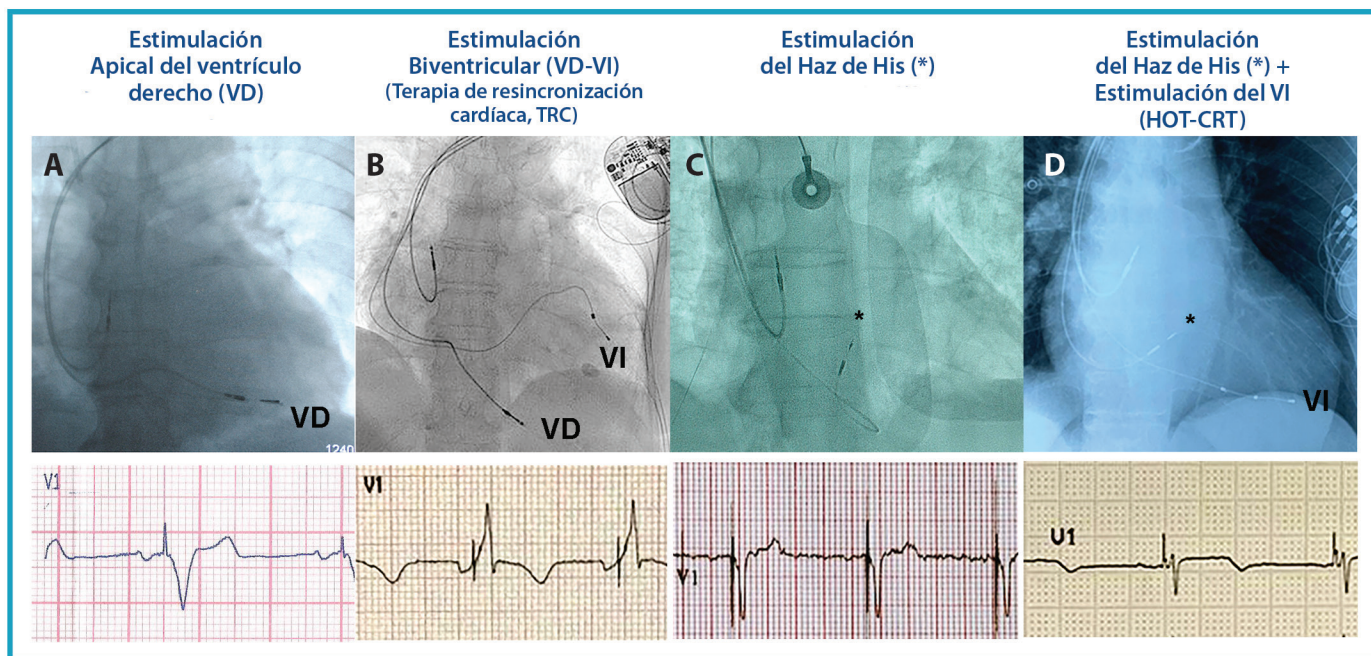 Estimulación
Apical del ventrículo
derecho (VD)
Estimulación
Biventricular (VD-VI)
(Terapia de resincronización
cardíaca, TRC)
Estimulación
del Haz de His (*)
Estimulación
del Haz de His (*) +
Estimulación del VI
(HOT-CRT)
A
VD
1240
B
VI
VD
C
*
D
*
VI
V1
V1
V1
U1